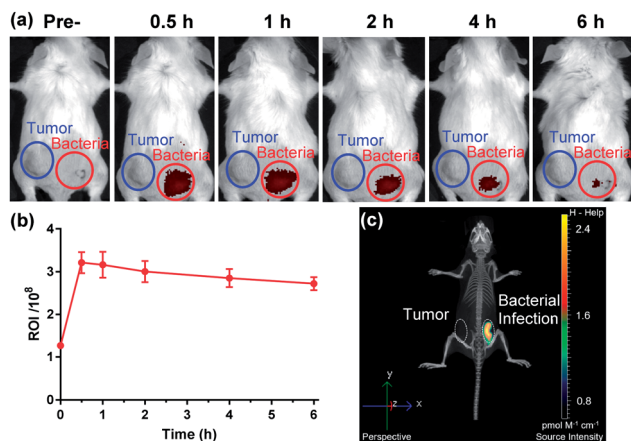 (a)
Pre-
0.5 h
1 h
2 h
4 h
6 h
Tumor
Bacteria
Tumor
Bacteria
Tumor
Bacteria
Tumor
Bacteria
Tumor
Bacteria
Tumor
Bacteria
(b)
ROI /10⁸
4
3
2
1
0
1
2
3
4
5
6
Time (h)
(c)
H - Help
2.4
1.6
0.8
Tumor
Bacterial
Infection
y
z
x
Perspective
pmol M⁻¹ cm⁻¹
Source Intensity